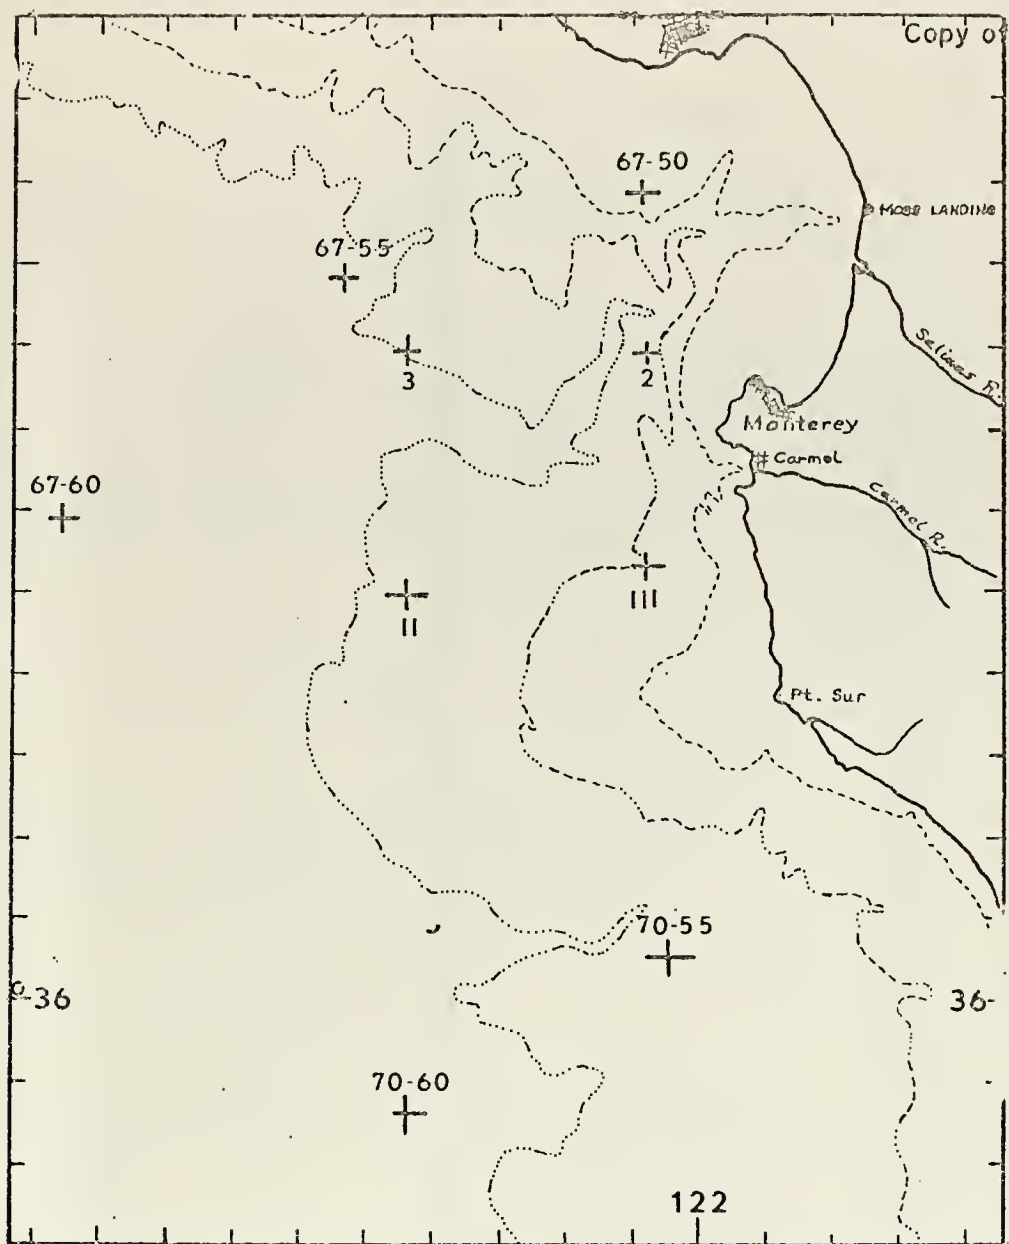 Copy of
67-50
MOSS LANDING
67-55
3
2
Salinas R.
Monterey
Carmel
67-60
Carmel R.
II
III
Pt. Sur
70-55
36
36-
70-60
122